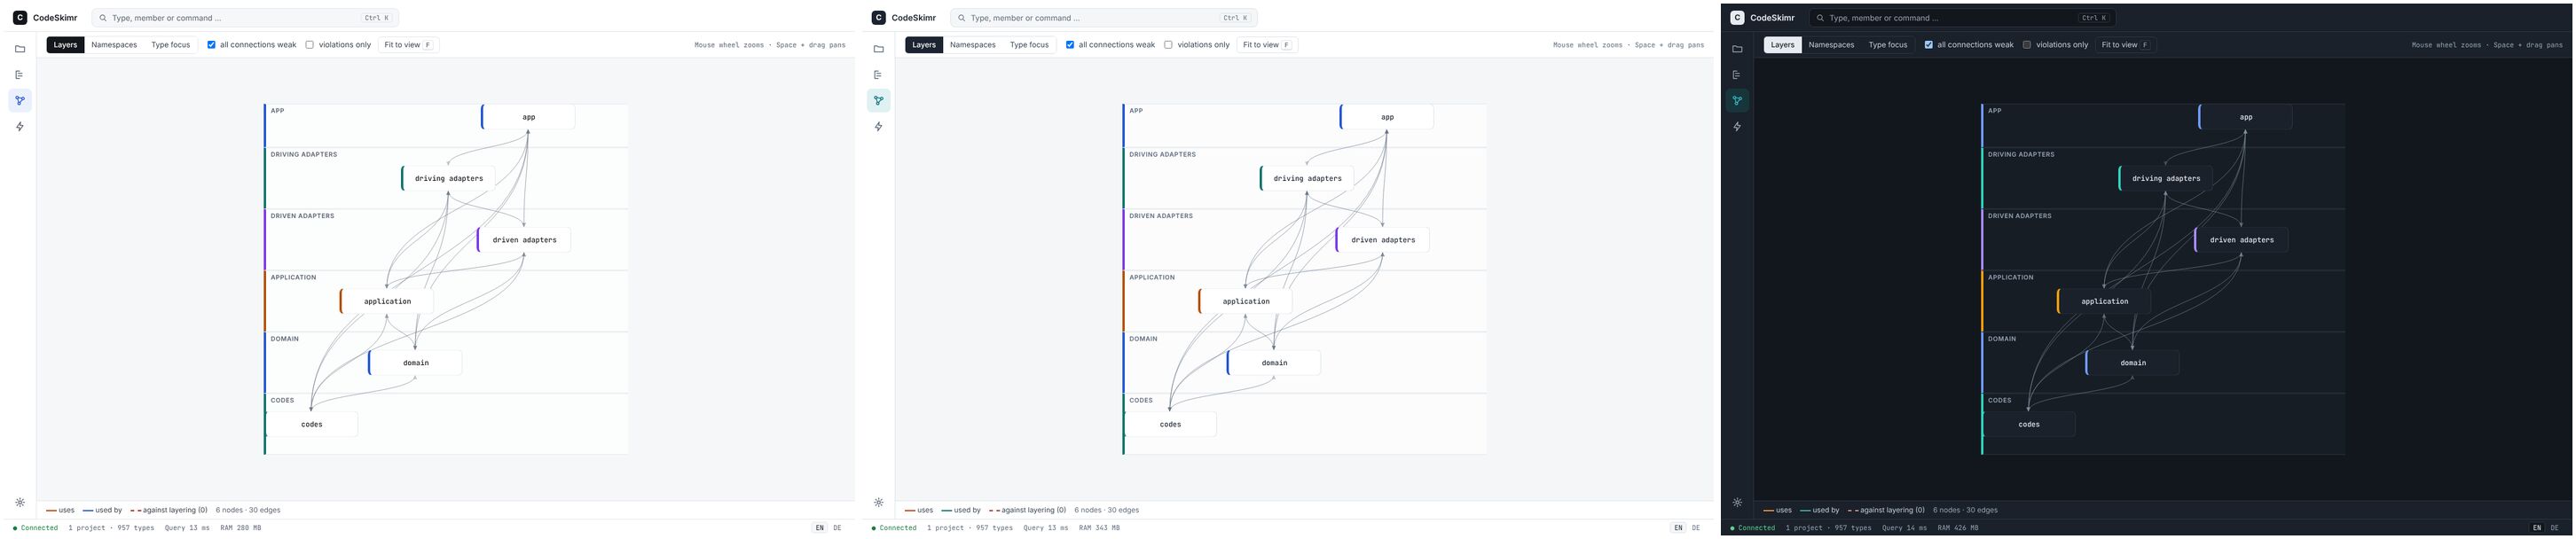 C CodeSkimr Type, member or command ... Ctrl K
Layers Namespaces Type focus all connections weak violations only Fit to view F Mouse wheel zooms · Space + drag pans
APP
app
DRIVING ADAPTERS
driving adapters
DRIVEN ADAPTERS
driven adapters
APPLICATION
application
DOMAIN
domain
CODES
codes
uses used by against layering (0) 6 nodes · 30 edges
Connected 1 project · 957 types Query 13 ms RAM 280 MB EN DE
C CodeSkimr Type, member or command ... Ctrl K
Layers Namespaces Type focus all connections weak violations only Fit to view F Mouse wheel zooms · Space + drag pans
APP
app
DRIVING ADAPTERS
driving adapters
DRIVEN ADAPTERS
driven adapters
APPLICATION
application
DOMAIN
domain
CODES
codes
uses used by against layering (0) 6 nodes · 30 edges
Connected 1 project · 957 types Query 13 ms RAM 343 MB EN DE
C CodeSkimr Type, member or command ... Ctrl K
Layers Namespaces Type focus all connections weak violations only Fit to view F Mouse wheel zooms · Space + drag pans
APP
app
DRIVING ADAPTERS
driving adapters
DRIVEN ADAPTERS
driven adapters
APPLICATION
application
DOMAIN
domain
CODES
codes
uses used by against layering (0) 6 nodes · 30 edges
Connected 1 project · 957 types Query 14 ms RAM 426 MB EN DE